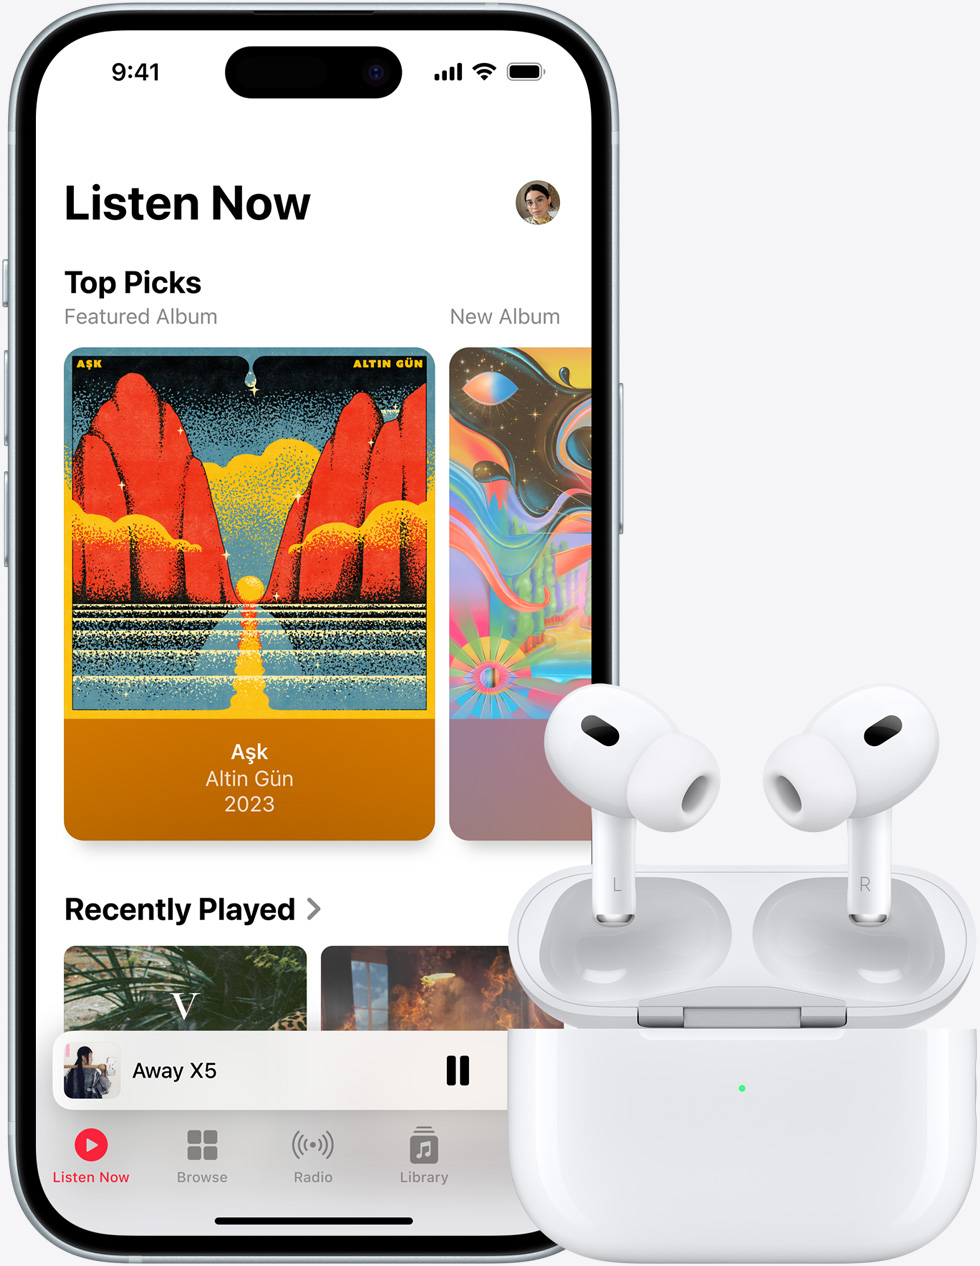 9:41
Listen Now
Top Picks
Featured Album
New Album
AŞK
ALTIN GÜN
Aşk
Altin Gün
2023
Recently Played
V
Away X5
Listen Now
Browse
Radio
Library
L
R